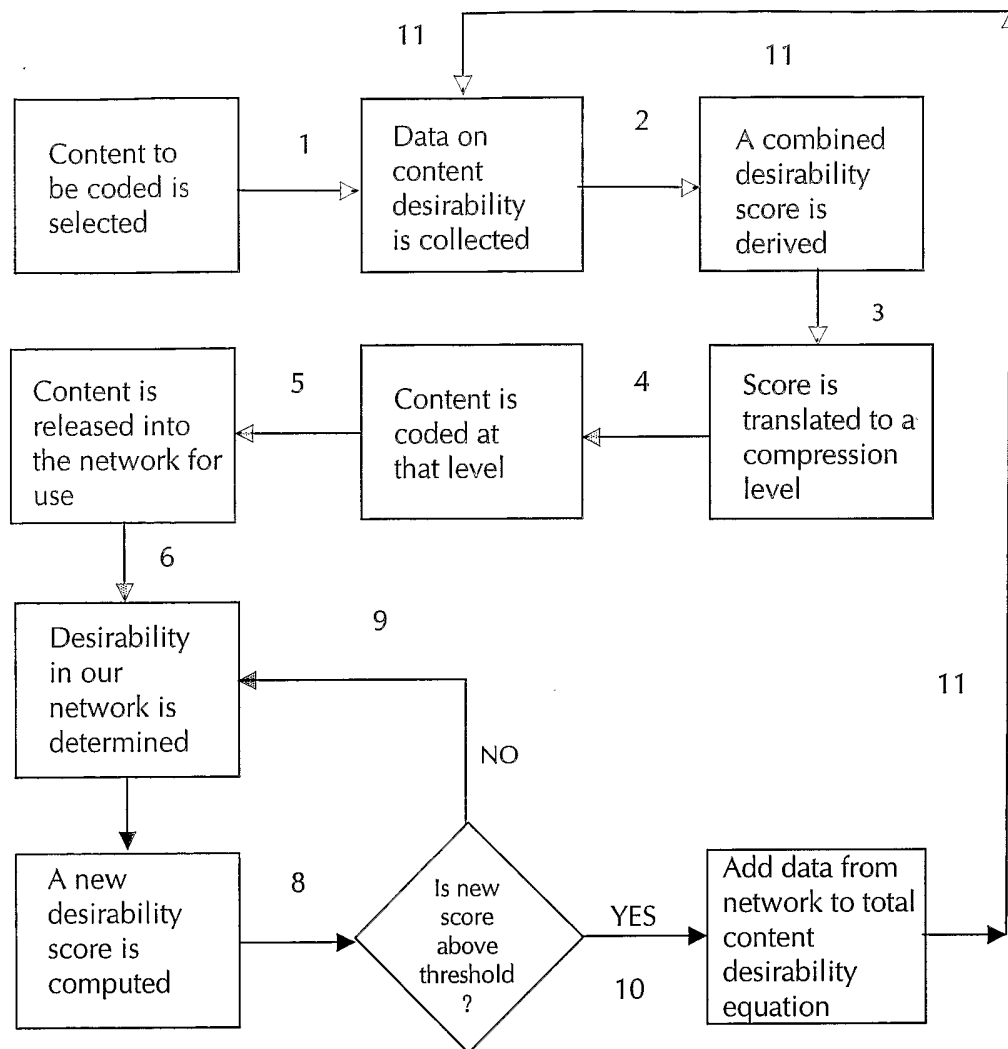 11
11
Content to
be coded is
selected
1
Data on
content
desirability
is collected
2
A combined
desirability
score is
derived
3
Content is
released into
the network for
use
5
Content is
coded at
that level
4
Score is
translated to a
compression
level
6
Desirability
in our
network is
determined
9
11
NO
A new
desirability
score is
computed
8
Is new
score
above
threshold
?
YES
10
Add data from
network to total
content
desirability
equation